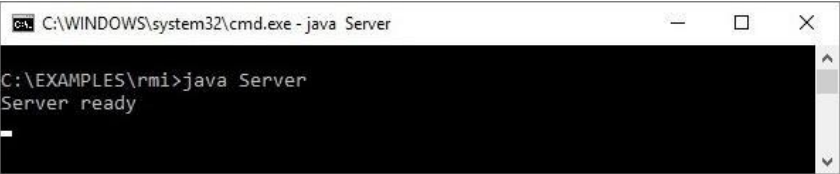 C:\WINDOWS\system32\cmd.exe - java  Server
C:\EXAMPLES\rmi>java Server
Server ready